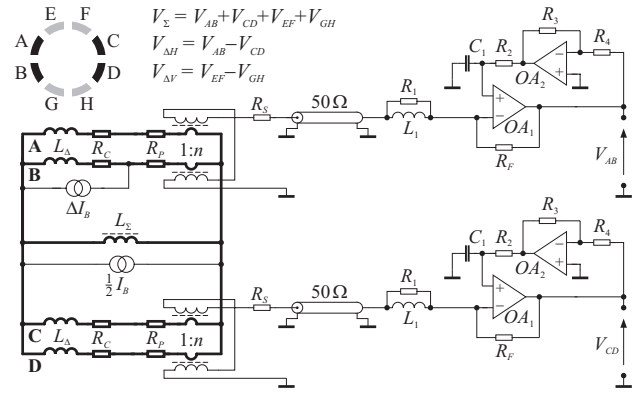 E F
A C
B D
G H
V_Σ = V_AB+V_CD+V_EF+V_GH
V_ΔH = V_AB−V_CD
V_ΔV = V_EF−V_GH
R_3
C_1 R_2 R_4
OA_2
R_S 50Ω R_1
L_1
+
−
OA_1
R_F
V_AB
A L_Δ R_C R_P 1:n
B
ΔI_B
L_Σ
½ I_B
R_3
C_1 R_2 R_4
OA_2
R_S 50Ω R_1
L_1
+
−
OA_1
R_F
V_CD
C L_Δ R_C R_P 1:n
D